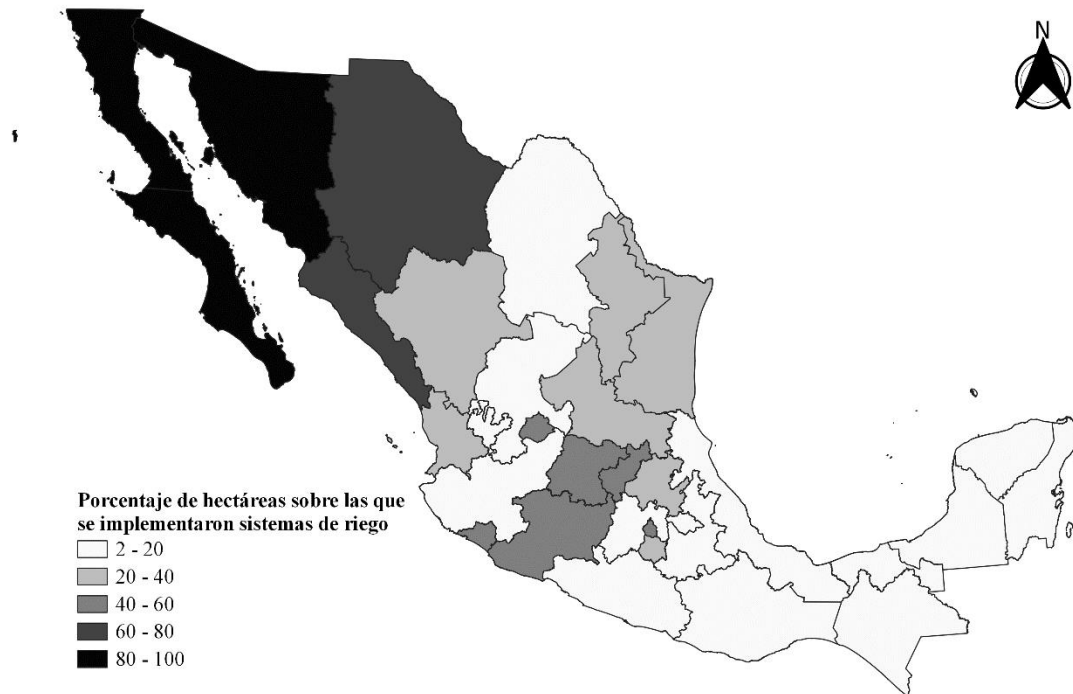 N
Porcentaje de hectáreas sobre las que
se implementaron sistemas de riego
2 - 20
20 - 40
40 - 60
60 - 80
80 - 100